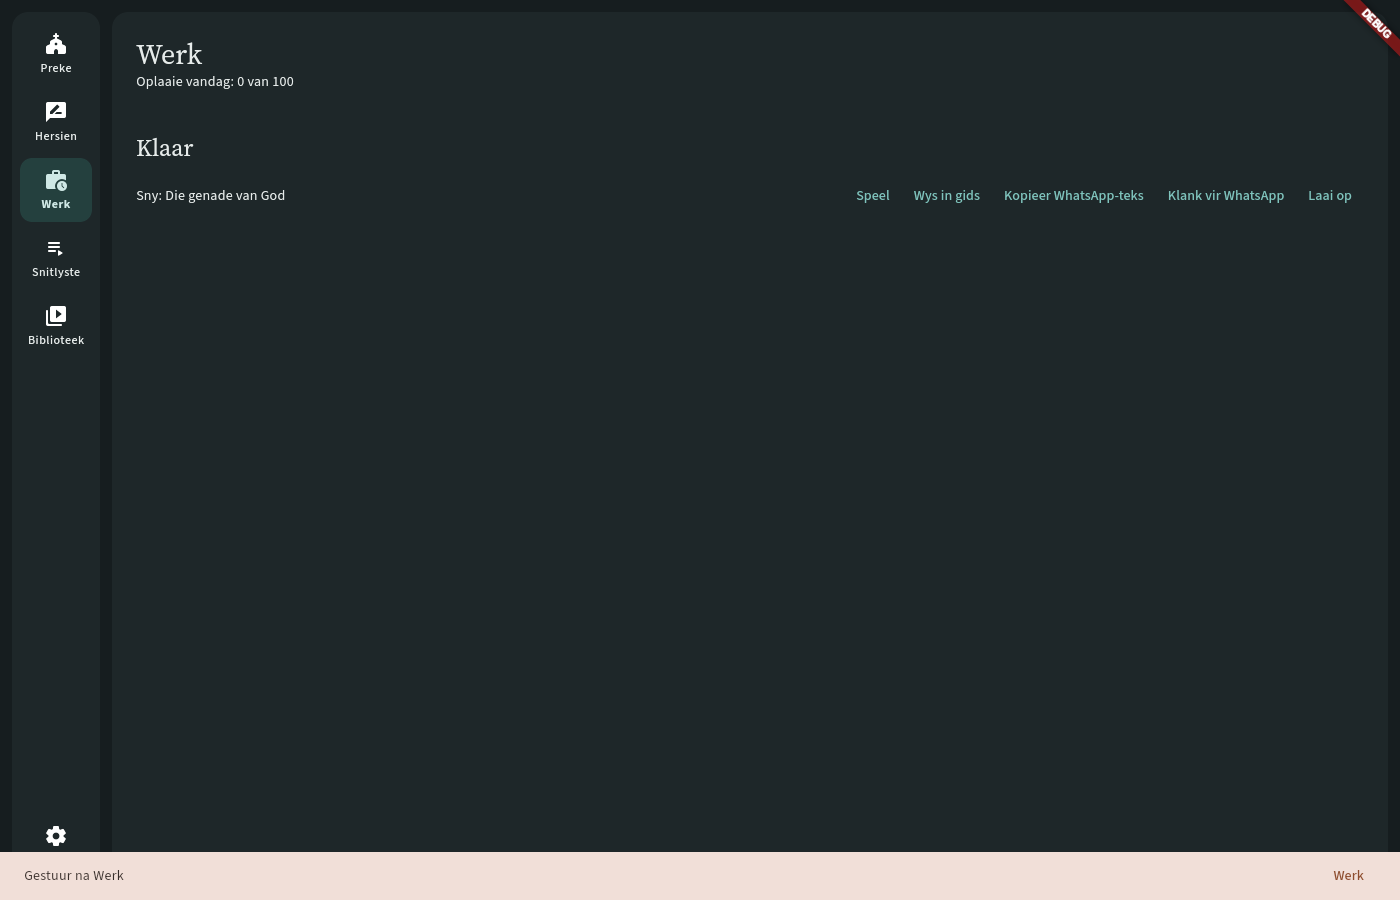 DEBUG
Preke
Hersien
Werk
Snitlyste
Biblioteek
Werk
Oplaaie vandag: 0 van 100
Klaar
Sny: Die genade van God
Speel
Wys in gids
Kopieer WhatsApp-teks
Klank vir WhatsApp
Laai op
Gestuur na Werk
Werk